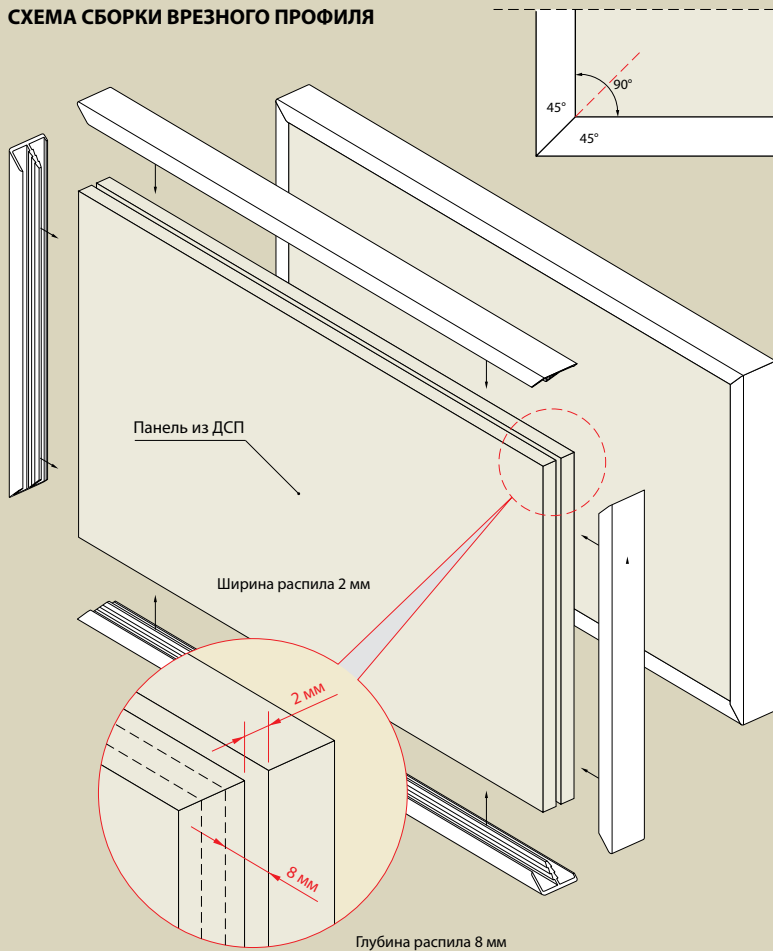 СХЕМА СБОРКИ ВРЕЗНОГО ПРОФИЛЯ
90°
45°
45°
Панель из ДСП
Ширина распила 2 мм
2 мм
8 мм
Глубина распила 8 мм